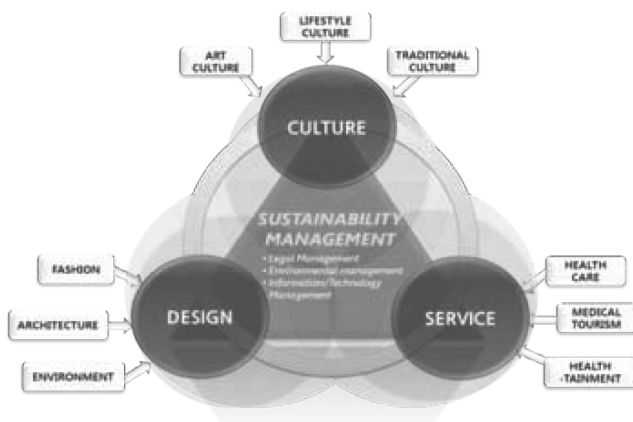 LIFESTYLE
CULTURE
ART
CULTURE
TRADITIONAL
CULTURE
CULTURE
SUSTAINABILITY
MANAGEMENT
• Legal Management
• Environmental management
• Information/Technology
Management
FASHION
ARCHITECTURE
ENVIRONMENT
DESIGN
SERVICE
HEALTH
CARE
MEDICAL
TOURISM
HEALTH
-TAINMENT